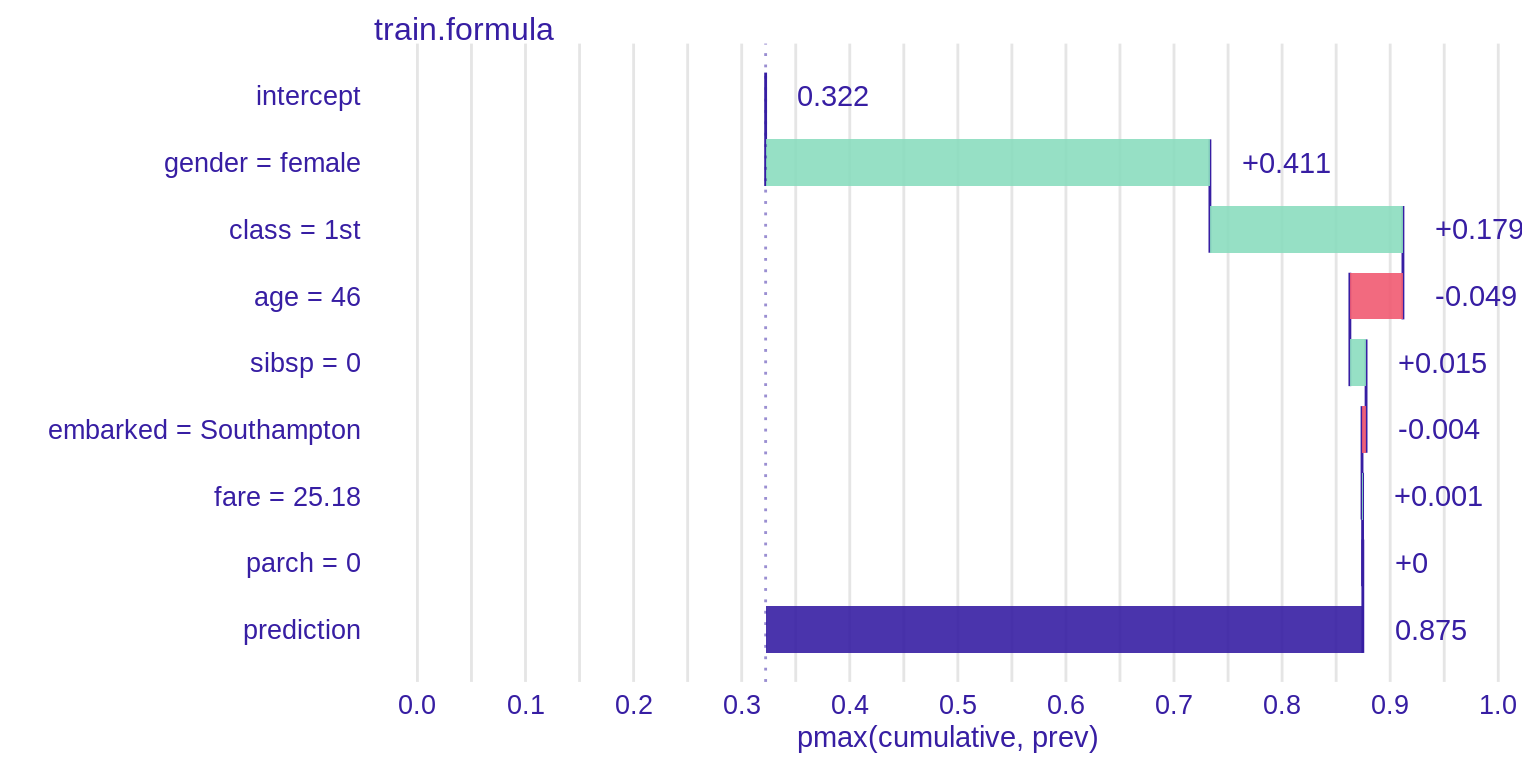 train.formula
intercept 0.322
gender = female +0.411
class = 1st +0.179
age = 46 -0.049
sibsp = 0 +0.015
embarked = Southampton -0.004
fare = 25.18 +0.001
parch = 0 +0
prediction 0.875
0.0 0.1 0.2 0.3 0.4 0.5 0.6 0.7 0.8 0.9 1.0
pmax(cumulative, prev)